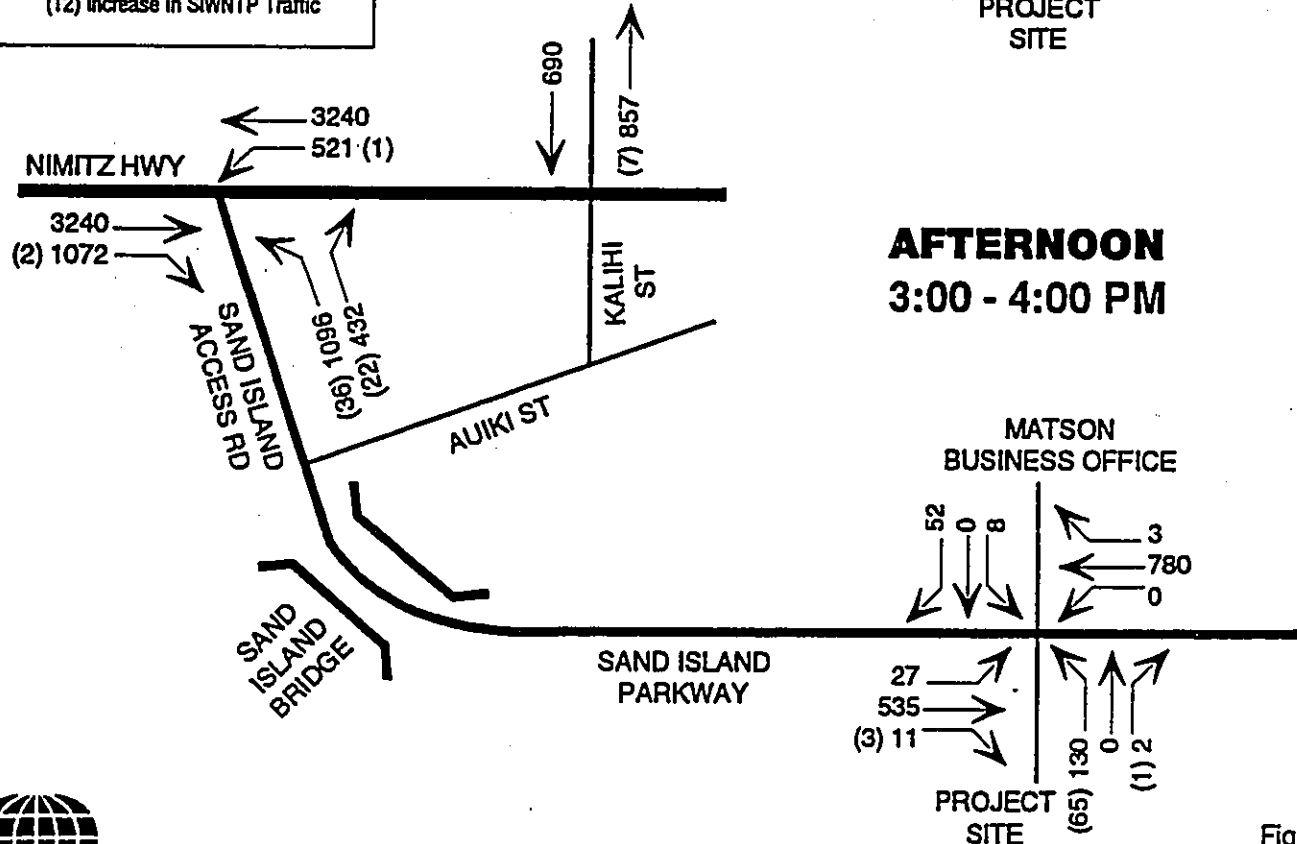 (12) Increase in SIWNTP Traffic
PROJECT
SITE
690
(7) 857
3240
521 (1)
NIMITZ HWY
3240
(2) 1072
KALIHI
ST
AFTERNOON
3:00 - 4:00 PM
SAND ISLAND
ACCESS RD
(36) 1096
(22) 432
AUIKI ST
MATSON
BUSINESS OFFICE
52
0
8
3
780
0
SAND
ISLAND
BRIDGE
SAND ISLAND
PARKWAY
27
535
(3) 11
(65) 130
0
(1) 2
PROJECT
SITE
Fig